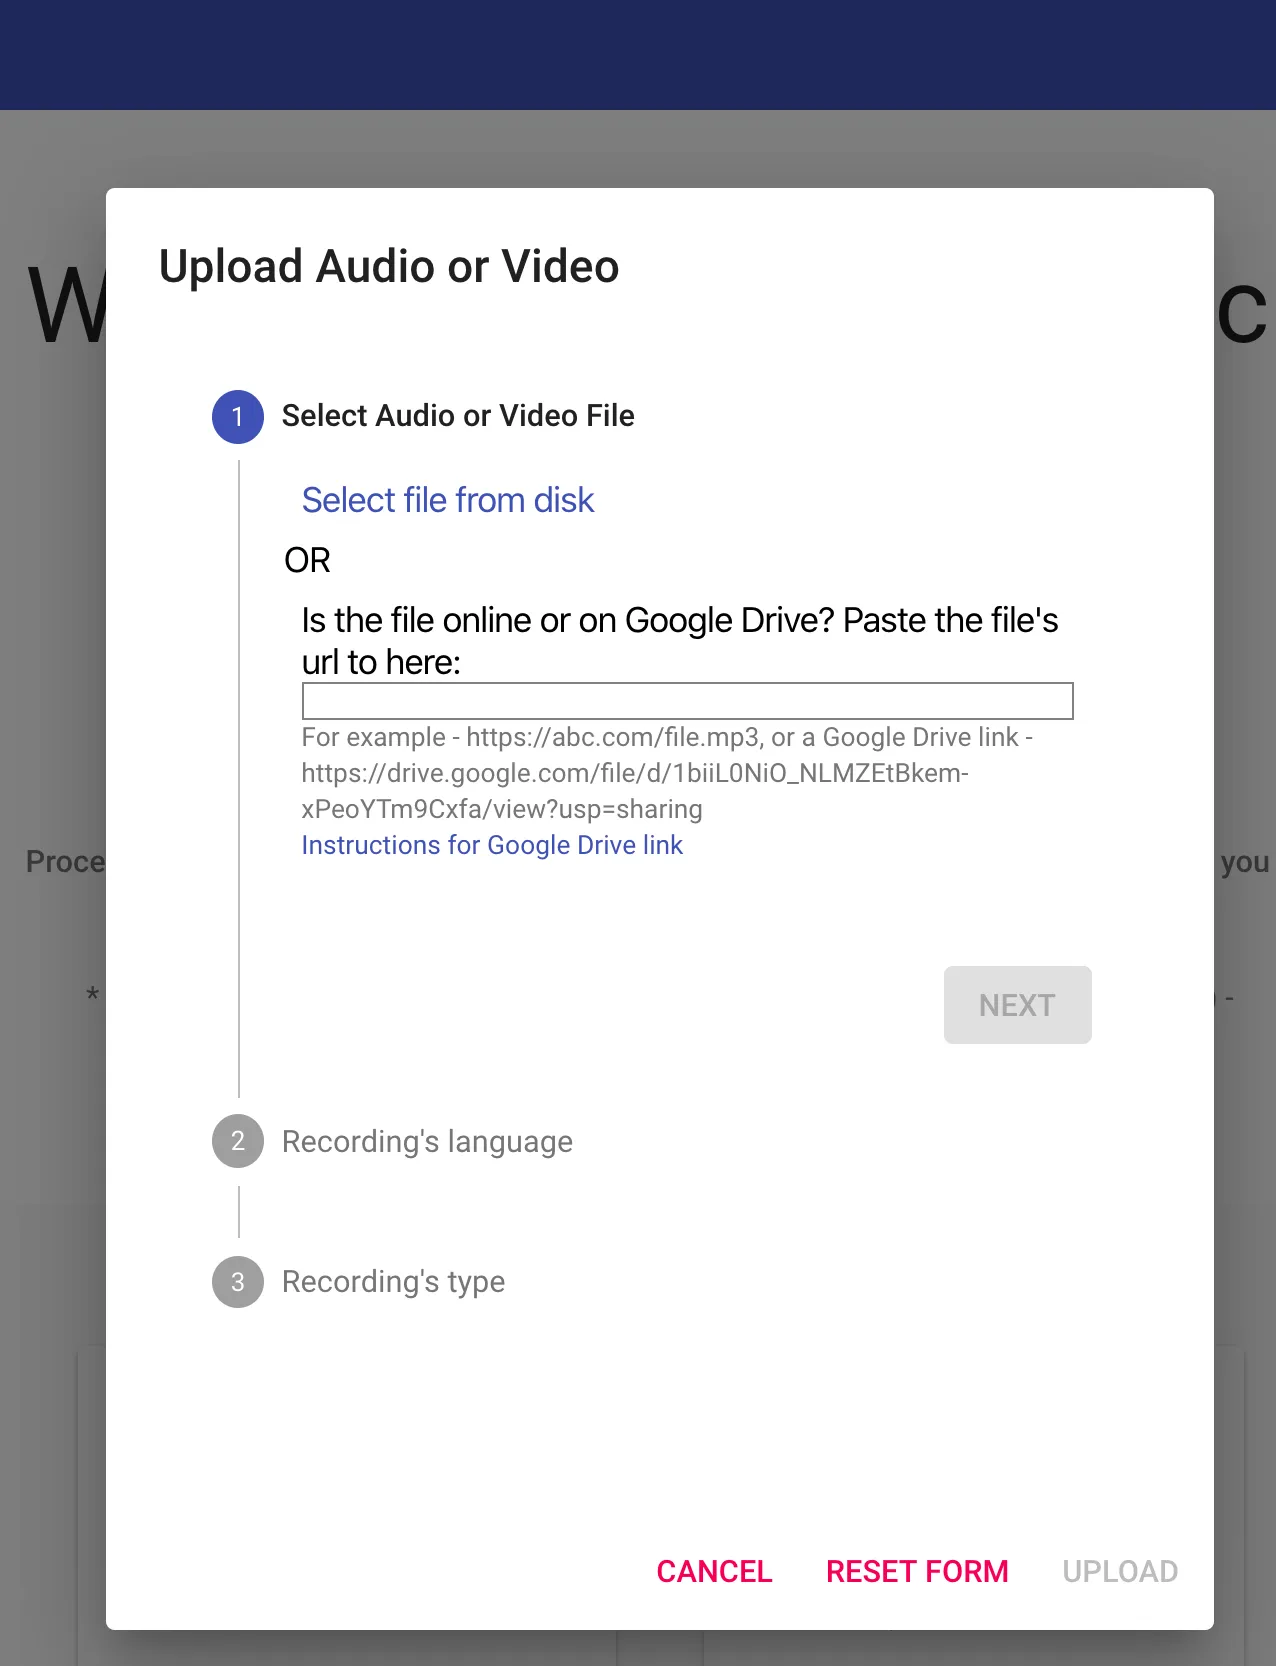 Upload Audio or Video
1 Select Audio or Video File
Select file from disk
OR
Is the file online or on Google Drive? Paste the file's
url to here:
For example - https://abc.com/file.mp3, or a Google Drive link -
https://drive.google.com/file/d/1biiL0NiO_NLMZEtBkem-
xPeoYTm9Cxfa/view?usp=sharing
Instructions for Google Drive link
you
*
-
NEXT
2 Recording's language
3 Recording's type
CANCEL RESET FORM UPLOAD